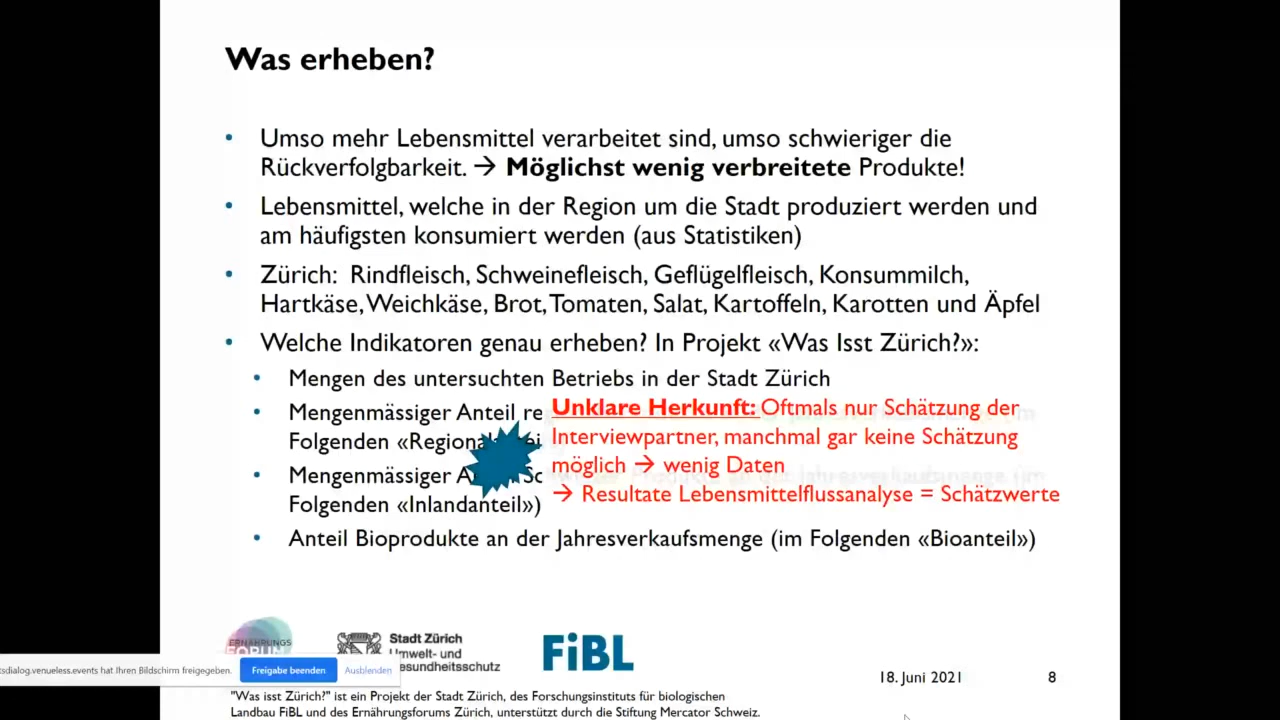 Was erheben?
• Umso mehr Lebensmittel verarbeitet sind, umso schwieriger die
Rückverfolgbarkeit. → Möglichst wenig verbreitete Produkte!
• Lebensmittel, welche in der Region um die Stadt produziert werden und
am häufigsten konsumiert werden (aus Statistiken)
• Zürich: Rindfleisch, Schweinefleisch, Geflügelfleisch, Konsummilch,
Hartkäse, Weichkäse, Brot, Tomaten, Salat, Kartoffeln, Karotten und Äpfel
• Welche Indikatoren genau erheben? In Projekt «Was Isst Zürich?»:
• Mengen des untersuchten Betriebs in der Stadt Zürich
• Mengenmässiger Anteil re
Folgenden «Regional
• Mengenmässiger A
Folgenden «Inlandanteil»)
Unklare Herkunft: Oftmals nur Schätzung der
Interviewpartner, manchmal gar keine Schätzung
möglich → wenig Daten
→ Resultate Lebensmittelflussanalyse = Schätzwerte
• Anteil Bioprodukte an der Jahresverkaufsmenge (im Folgenden «Bioanteil»)
ERNÄHRUNGS
FORUM
Stadt Zürich
Umwelt- und
esundheitsschutz
FiBL
tsdialog.venueless.events hat Ihren Bildschirm freigegeben.
Freigabe beenden
Ausblenden
18. Juni 2021
8
"Was isst Zürich?" ist ein Projekt der Stadt Zürich, des Forschungsinstituts für biologischen
Landbau FiBL und des Ernährungsforums Zürich, unterstützt durch die Stiftung Mercator Schweiz.